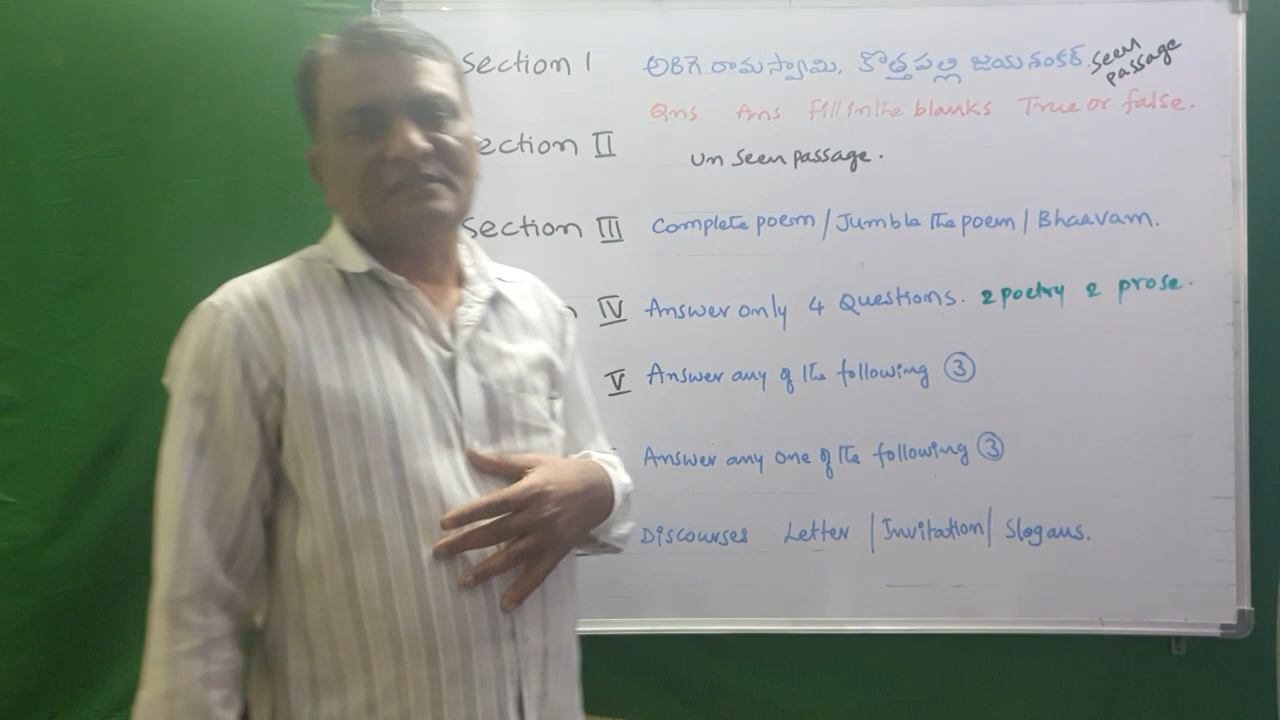 Section I అరిగె రామస్వామి, కొత్తపల్లి జయశంకర్. seen passage
Qns Ans fill in the blanks True or false.
ection II un seen passage.
Section III Complete poem / Jumble the poem / Bhaavam.
n IV Answer only 4 Questions. 2 poetry 2 prose.
V Answer any of the following ③
Answer any one of the following ③
Discourses Letter / Invitation / Slogans.